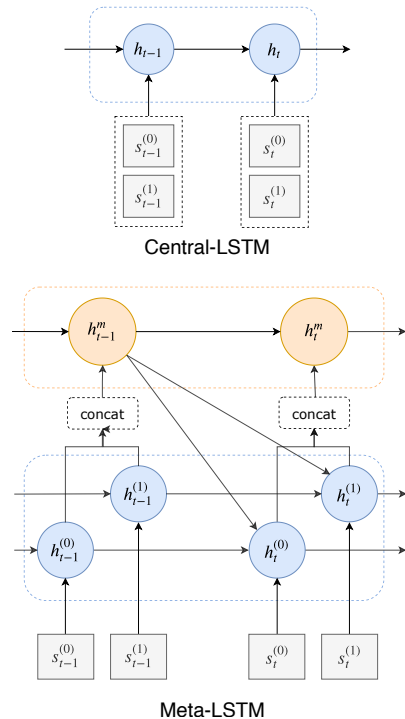 h_{t-1} h_t
s_{t-1}^{(0)} s_t^{(0)}
s_{t-1}^{(1)} s_t^{(1)}
Central-LSTM
h_{t-1}^m h_t^m
concat concat
h_{t-1}^{(1)} h_t^{(1)}
h_{t-1}^{(0)} h_t^{(0)}
s_{t-1}^{(0)} s_{t-1}^{(1)} s_t^{(0)} s_t^{(1)}
Meta-LSTM